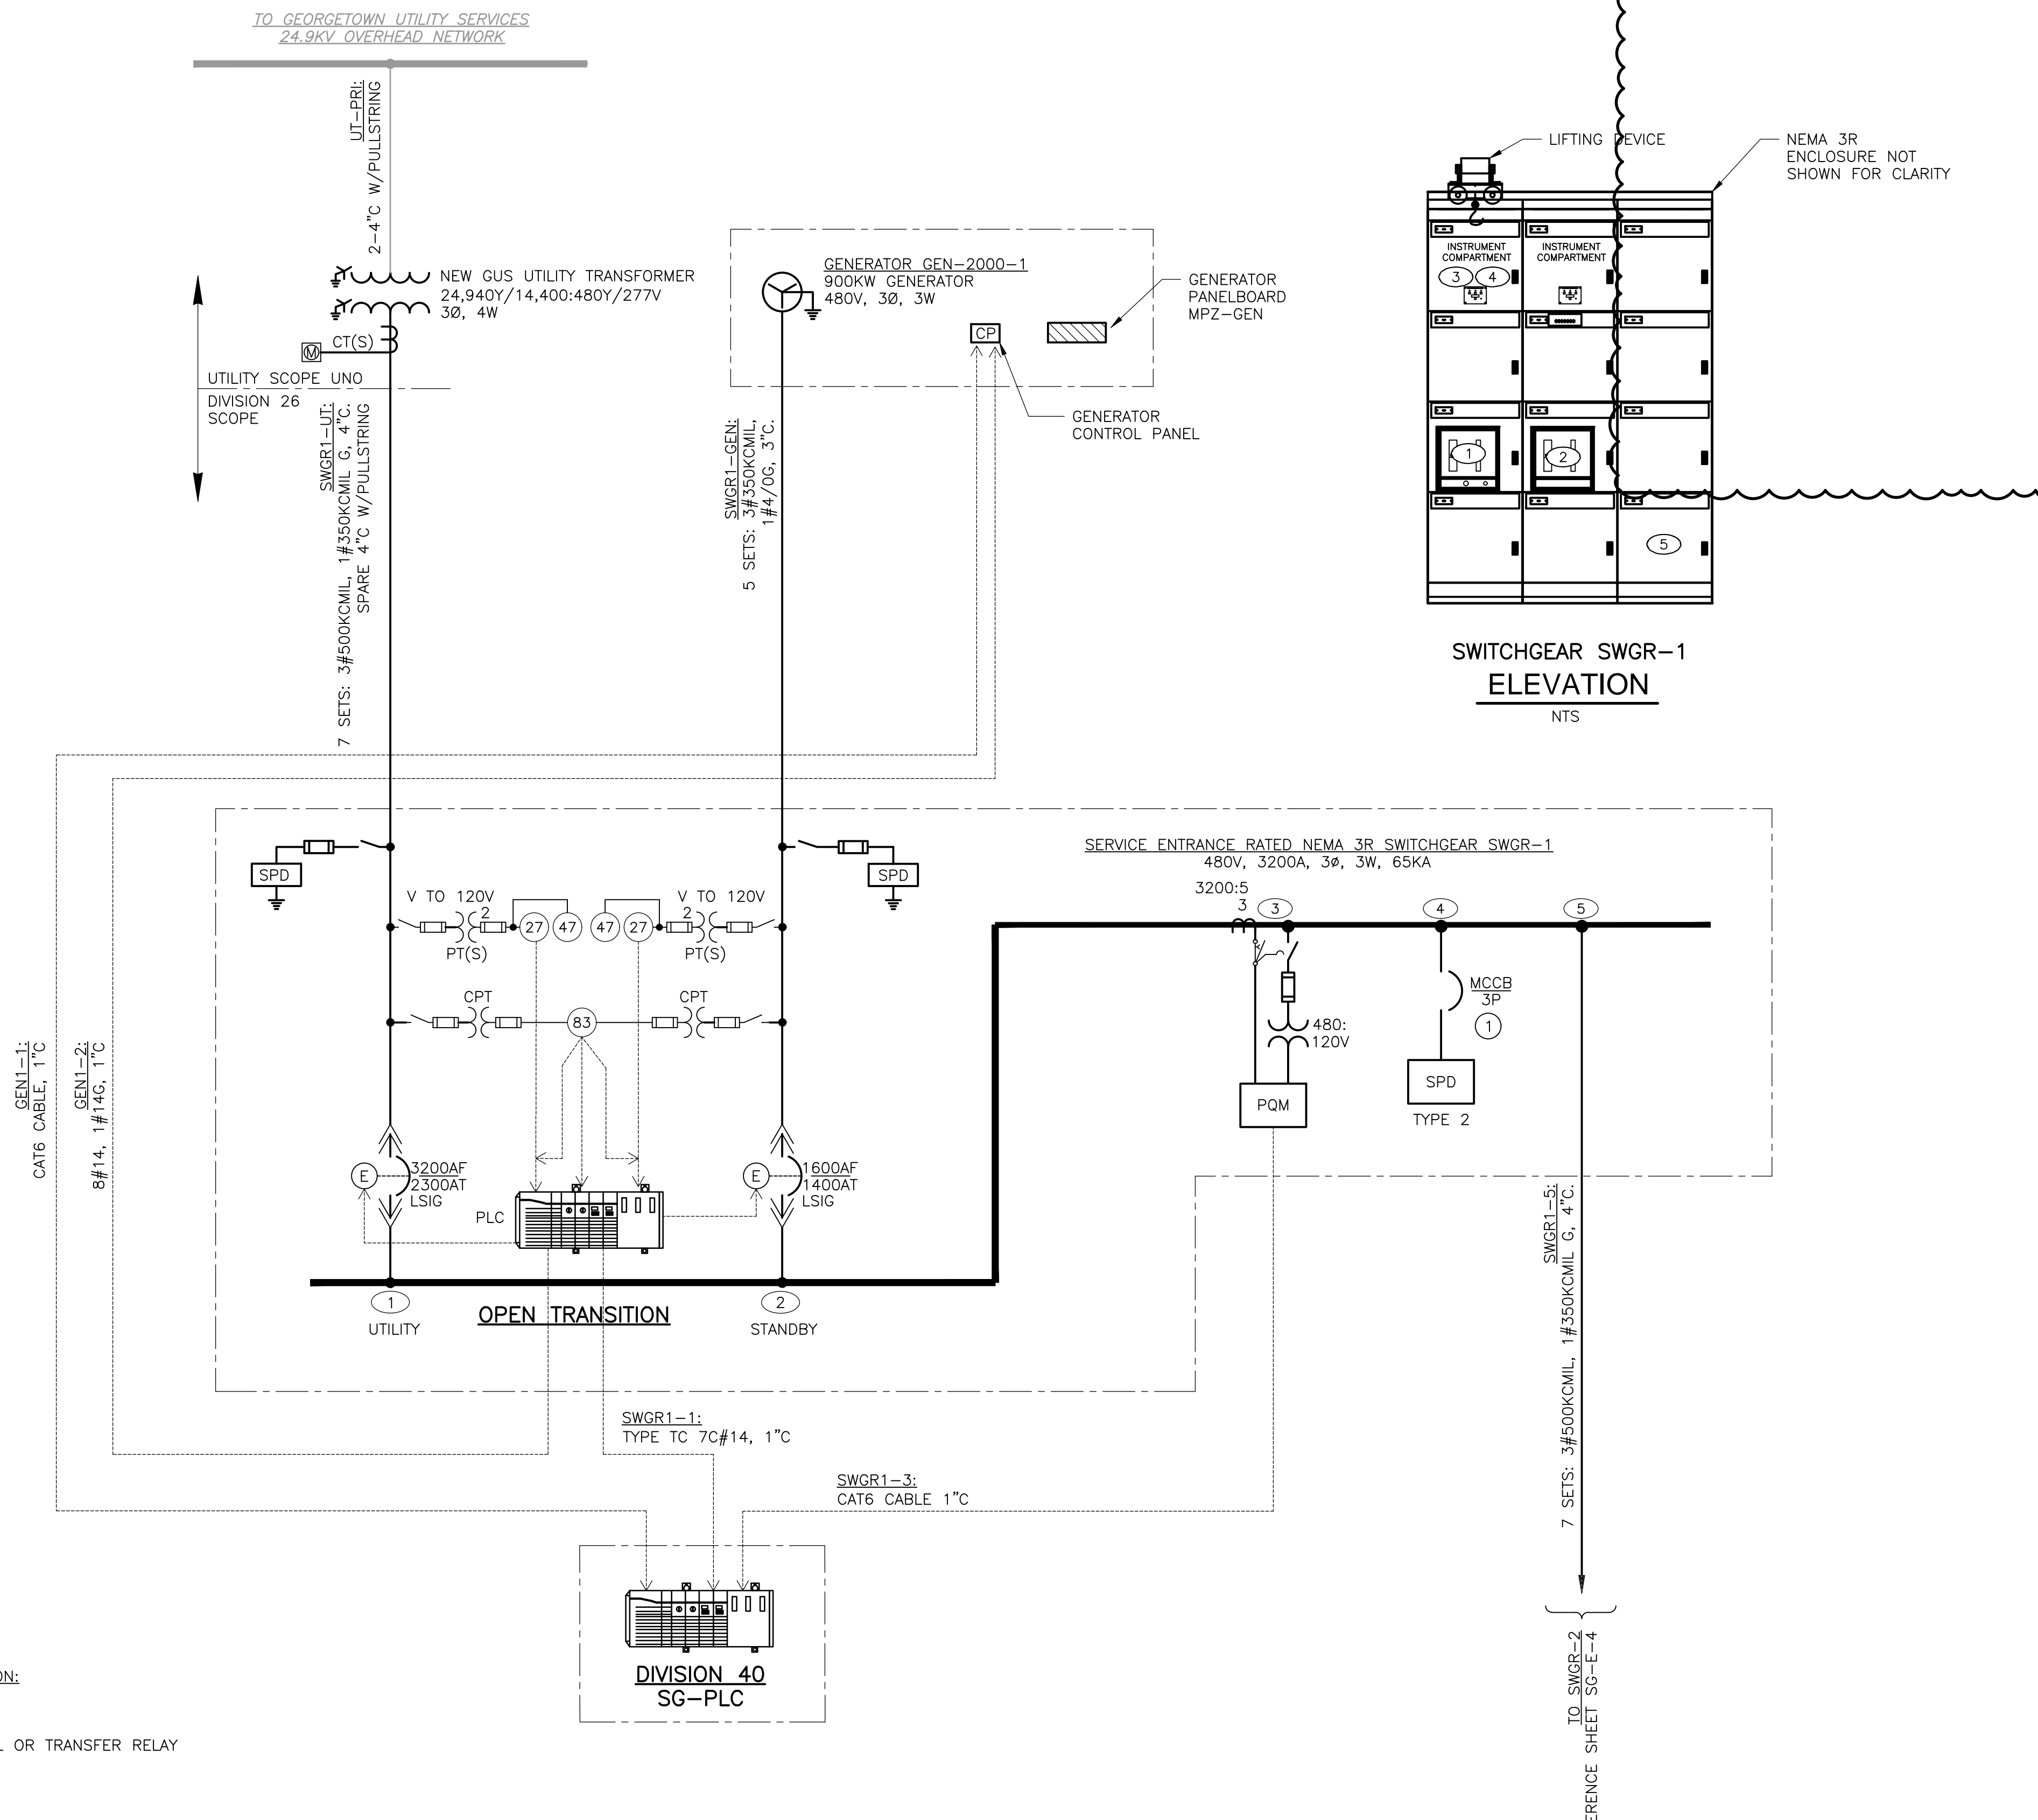 TO GEORGETOWN UTILITY SERVICES
24.9KV OVERHEAD NETWORK
UT-PRI:
2-4"C W/PULLSTRING
NEW GUS UTILITY TRANSFORMER
24,940Y/14,400:480Y/277V
3Ø, 4W
CT(S)
M
UTILITY SCOPE UNO
DIVISION 26
SCOPE
SWGR1-UT:
7 SETS: 3#500KCMIL, 1#350KCMIL G, 4"C.
SPARE 4"C W/PULLSTRING
GENERATOR GEN-2000-1
900KW GENERATOR
480V, 3Ø, 3W
CP
GENERATOR
PANELBOARD
MPZ-GEN
GENERATOR
CONTROL PANEL
SWGR1-GEN:
5 SETS: 3#350KCMIL,
1#4/0G, 3"C.
LIFTING DEVICE
NEMA 3R
ENCLOSURE NOT
SHOWN FOR CLARITY
INSTRUMENT
COMPARTMENT
3 4
INSTRUMENT
COMPARTMENT
1
2
5
SWITCHGEAR SWGR-1
ELEVATION
NTS
SERVICE ENTRANCE RATED NEMA 3R SWITCHGEAR SWGR-1
480V, 3200A, 3ø, 3W, 65KA
SPD
SPD
V TO 120V
2
27
47
PT(S)
V TO 120V
2
47
27
PT(S)
CPT
83
CPT
3200:5
3
3
4
5
480:
120V
PQM
MCCB
3P
1
SPD
TYPE 2
E
3200AF
2300AT
LSIG
PLC
E
1600AF
1400AT
LSIG
1
UTILITY
OPEN TRANSITION
2
STANDBY
GEN1-1:
CAT6 CABLE, 1"C
GEN1-2:
8#14, 1#14G, 1"C
SWGR1-1:
TYPE TC 7C#14, 1"C
SWGR1-3:
CAT6 CABLE 1"C
SWGR1-5:
7 SETS: 3#500KCMIL, 1#350KCMIL G, 4"C.
DIVISION 40
SG-PLC
TO SWGR-2
ERENCE SHEET SG-E-4
ON:
OR TRANSFER RELAY